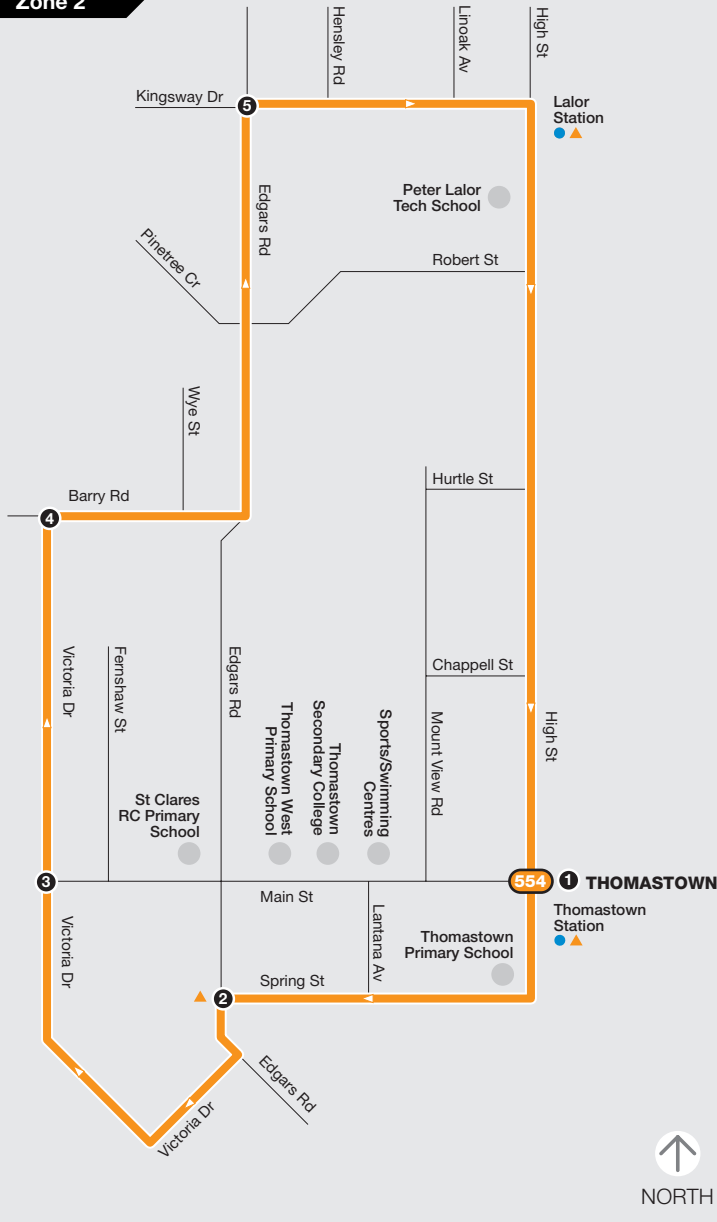 Zone 2
Hensley Rd
Linoak Av
High St
Kingsway Dr
5
Lalor
Station
Peter Lalor
Tech School
Edgars Rd
Pinetree Cr
Robert St
Wye St
Hurtle St
Barry Rd
4
Victoria Dr
Fernshaw St
Edgars Rd
Chappell St
Thomastown West
Primary School
Thomastown
Secondary College
Sports/Swimming
Centres
Mount View Rd
High St
St Clares
RC Primary
School
3
554
1
THOMASTOWN
Main St
Thomastown
Station
Victoria Dr
Lantana Av
Thomastown
Primary School
Spring St
2
Edgars Rd
Victoria Dr
NORTH